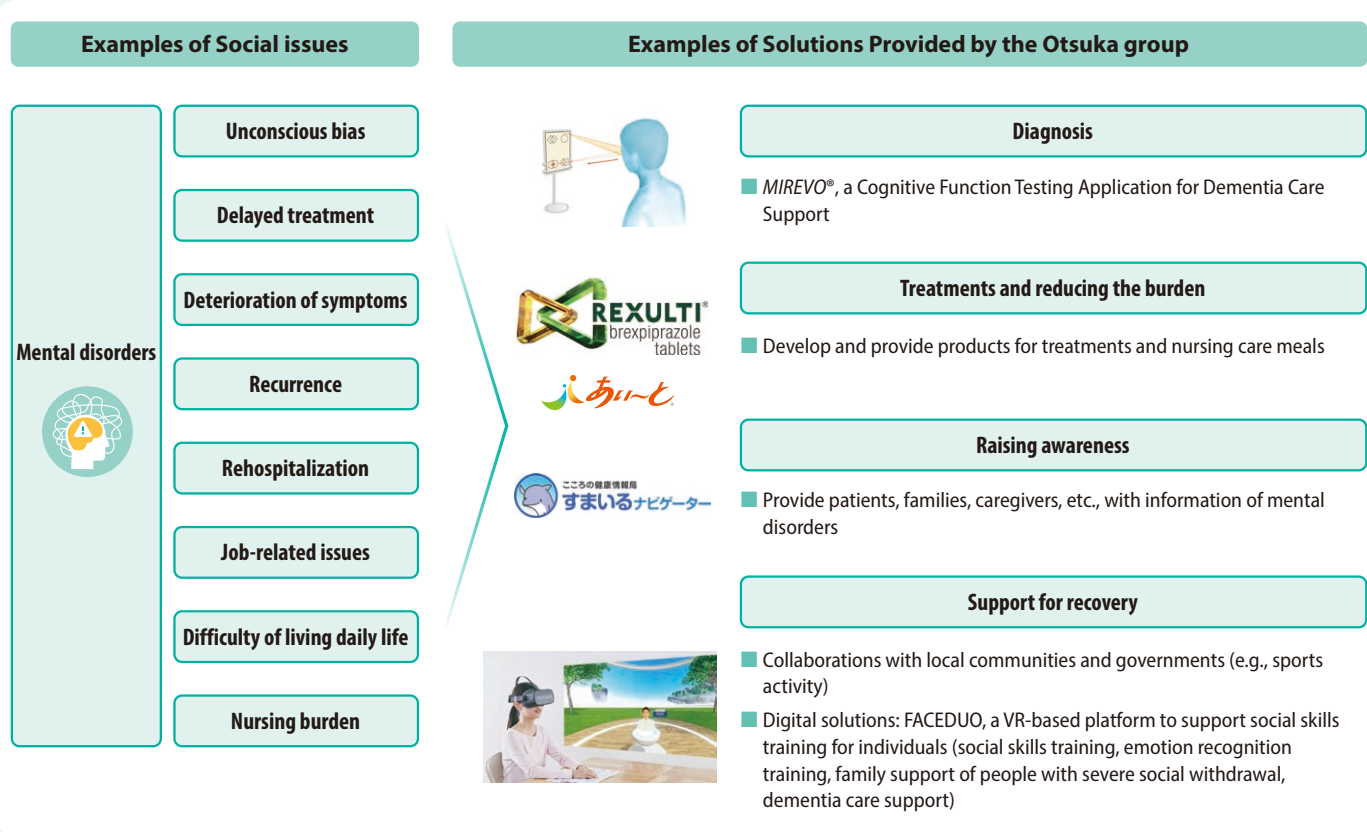 Examples of Social issues
Examples of Solutions Provided by the Otsuka group
Mental disorders
Unconscious bias
Delayed treatment
Deterioration of symptoms
Recurrence
Rehospitalization
Job-related issues
Difficulty of living daily life
Nursing burden
Diagnosis
■ MIREVO®, a Cognitive Function Testing Application for Dementia Care
Support
REXULTI®
brexpiprazole
tablets
あい〜と®
Treatments and reducing the burden
■ Develop and provide products for treatments and nursing care meals
こころの健康情報局
すまいるナビゲーター
Raising awareness
■ Provide patients, families, caregivers, etc., with information of mental
disorders
Support for recovery
■ Collaborations with local communities and governments (e.g., sports
activity)
■ Digital solutions: FACEDUO, a VR-based platform to support social skills
training for individuals (social skills training, emotion recognition
training, family support of people with severe social withdrawal,
dementia care support)